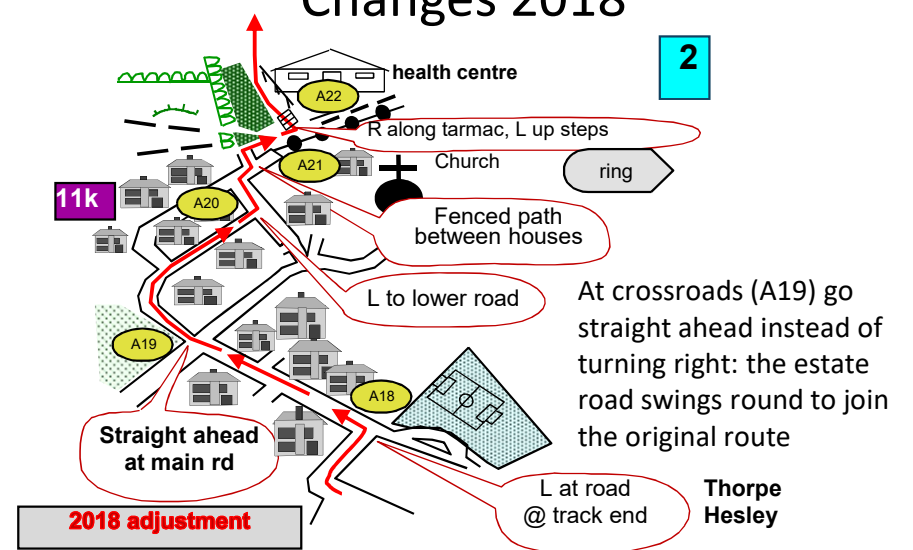 Changes 2018
2
health centre
A22
R along tarmac, L up steps
A21
Church
ring
11k
A20
Fenced path
between houses
L to lower road
At crossroads (A19) go
straight ahead instead of
turning right: the estate
road swings round to join
the original route
A19
A18
Straight ahead
at main rd
L at road
@ track end
Thorpe
Hesley
2018 adjustment